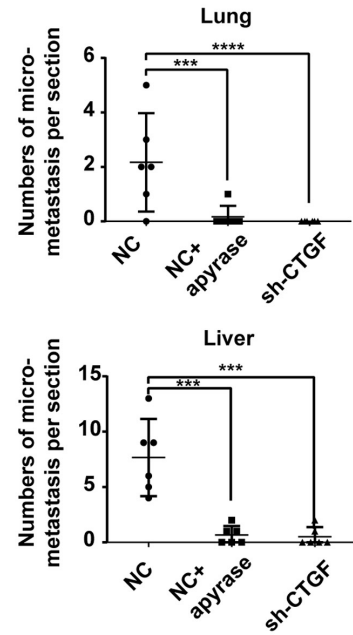 Lung
Numbers of micro-
metastasis per section
6
4
2
0
****
***
NC
NC+
apyrase
sh-CTGF
Liver
Numbers of micro-
metastasis per section
15
10
5
0
***
***
NC
NC+
apyrase
sh-CTGF